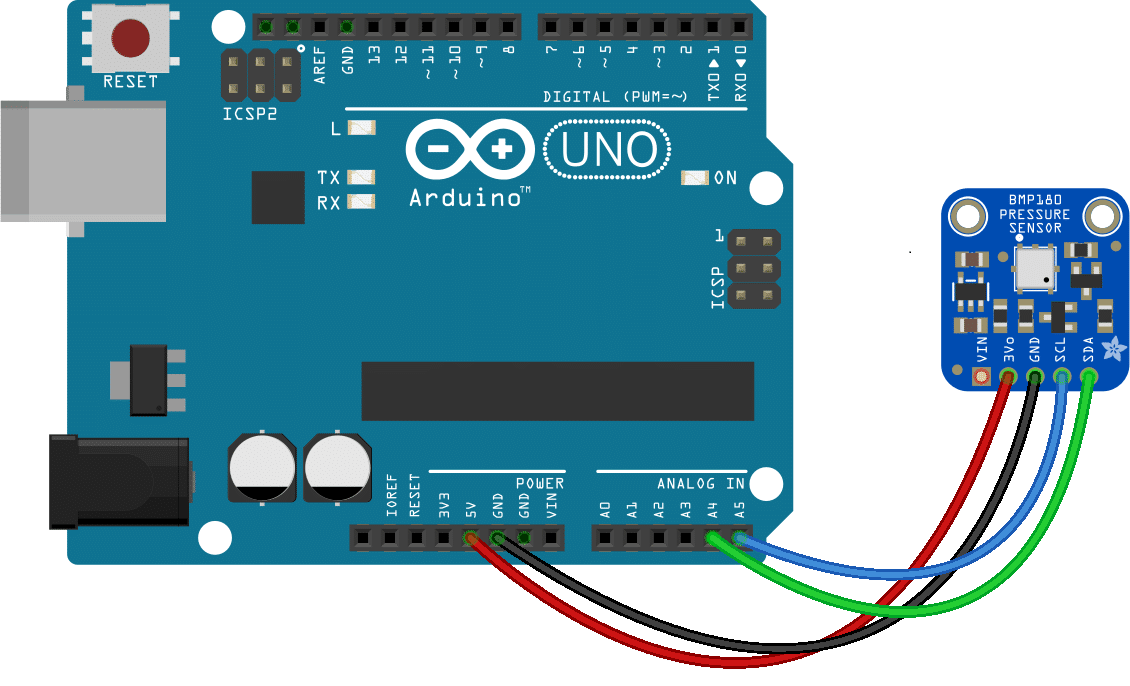 RESET
ICSP2
AREF
GND
13
12
~11
~10
~9
8
7
~6
~5
4
~3
2
TX0▶1
RX0◀0
DIGITAL (PWM=~)
L
TX
RX
Arduino™
UNO
ON
1
ICSP
BMP180
PRESSURE
SENSOR
VIN
3Vo
GND
SCL
SDA
POWER
ANALOG IN
IOREF
RESET
3V3
5V
GND
GND
VIN
A0
A1
A2
A3
A4
A5